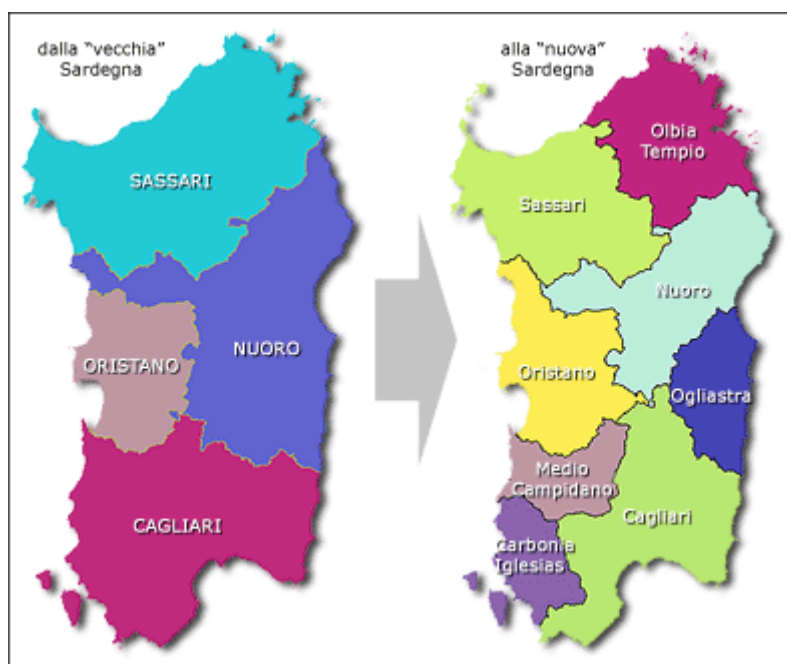 dalla "vecchia"
Sardegna
SASSARI
NUORO
ORISTANO
CAGLIARI
alla "nuova"
Sardegna
Olbia
Tempio
Sassari
Nuoro
Oristano
Ogliastra
Medio
Campidano
Cagliari
Carbonia
Iglesias